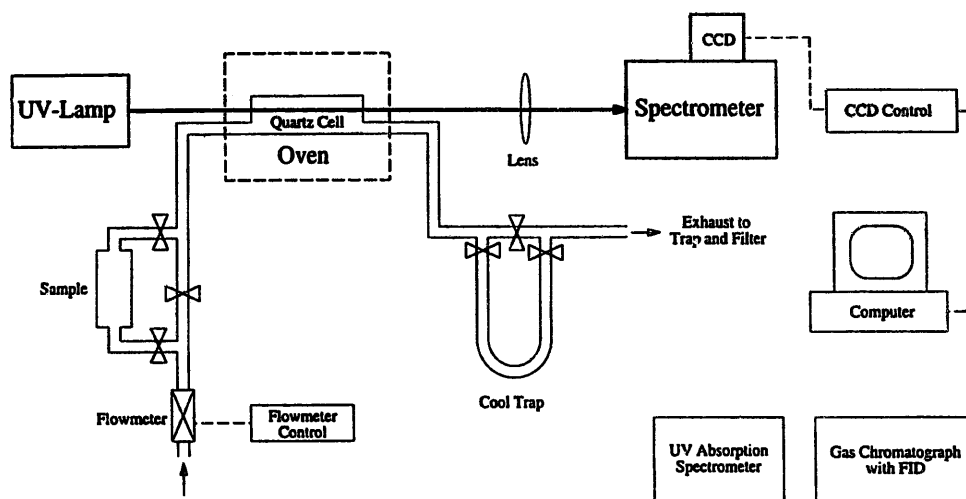 CCD
UV-Lamp
Spectrometer
CCD Control
Quartz Cell
Oven
Lens
Exhaust to
Trap and Filter
Sample
Computer
Cool Trap
Flowmeter
Flowmeter
Control
UV Absorption
Spectrometer
Gas Chromatograph
with FID